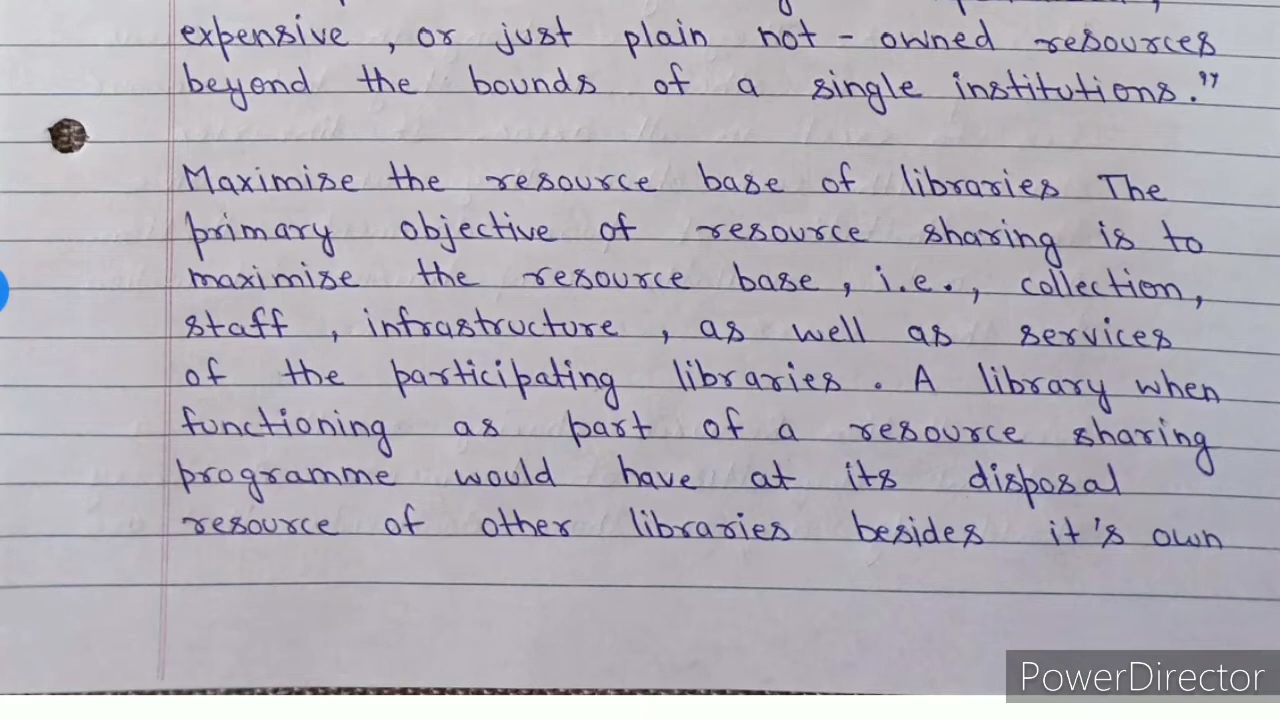 expensive , or just plain not - owned resources
beyond the bounds of a single institutions."
Maximise the resource base of libraries The
primary objective of resource sharing is to
maximise the resource base , i.e., collection,
staff , infrastructure , as well as services
of the participating libraries . A library when
functioning as part of a resource sharing
programme would have at its disposal
resource of other libraries besides it's own
PowerDirector